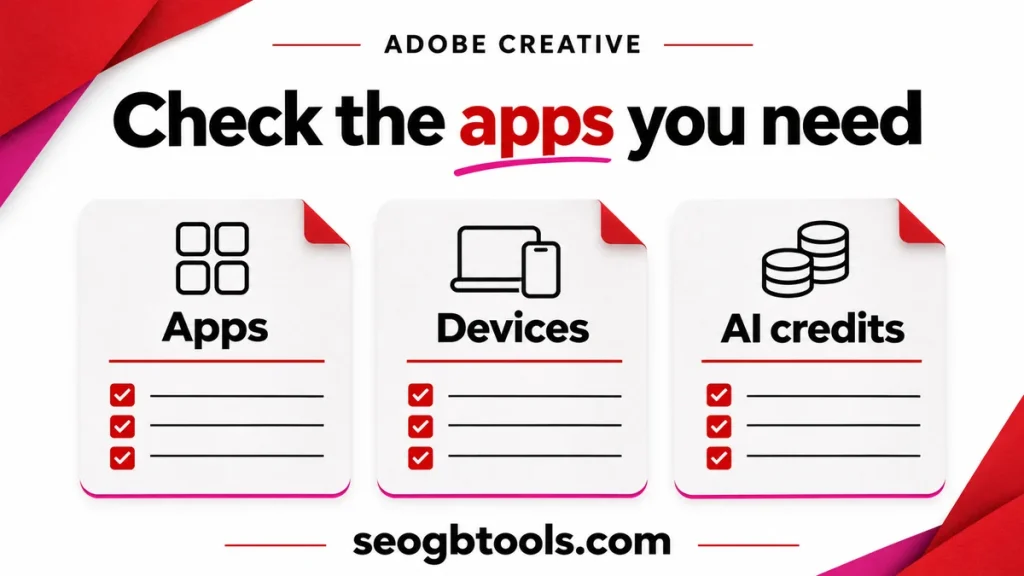 ADOBE CREATIVE
Check the apps you need
Apps
Devices
AI credits
seogbtools.com